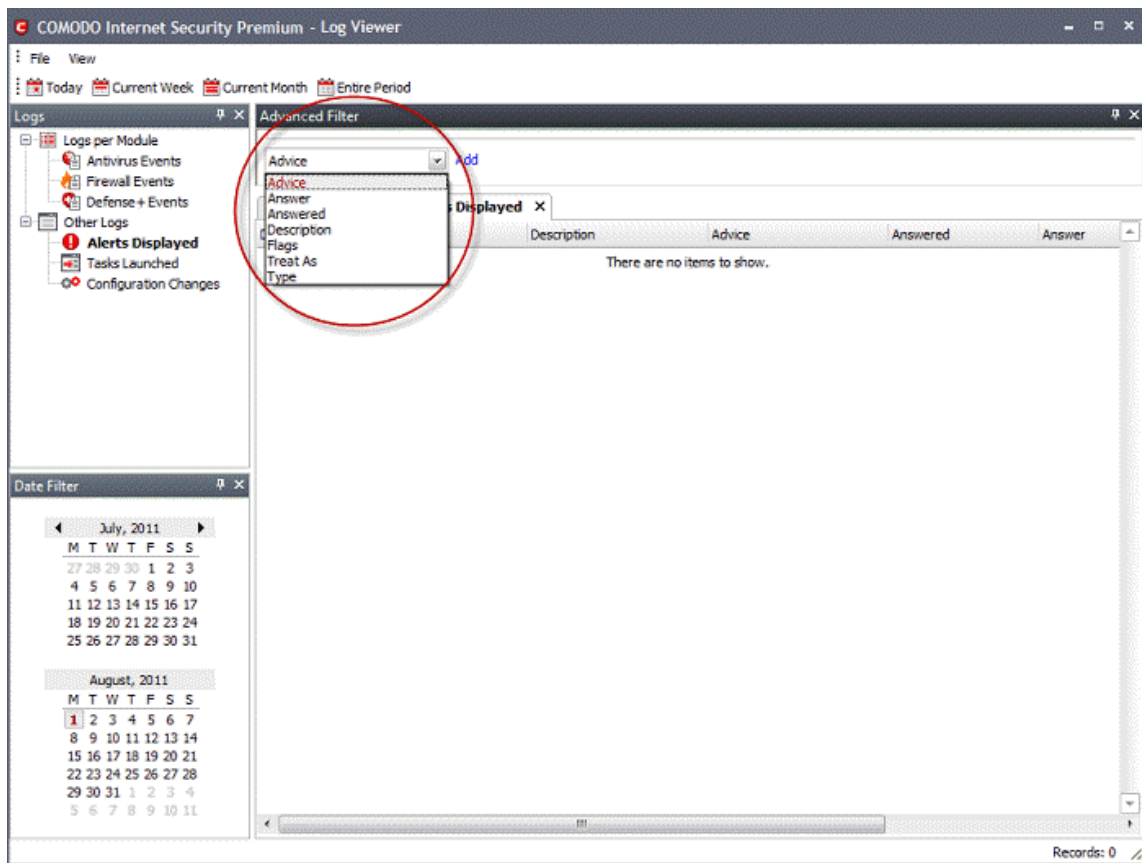 COMODO Internet Security Premium - Log Viewer
File View
Today Current Week Current Month Entire Period
Logs
Logs per Module
Antivirus Events
Firewall Events
Defense+ Events
Other Logs
Alerts Displayed
Tasks Launched
Configuration Changes
Advanced Filter
Advice Add
Advice
Answer
Answered
Description
Flags
Treat As
Type
Displayed
Description Advice Answered Answer
There are no items to show.
Date Filter
July, 2011
M T W T F S S
27 28 29 30 1 2 3
4 5 6 7 8 9 10
11 12 13 14 15 16 17
18 19 20 21 22 23 24
25 26 27 28 29 30 31
August, 2011
M T W T F S S
1 2 3 4 5 6 7
8 9 10 11 12 13 14
15 16 17 18 19 20 21
22 23 24 25 26 27 28
29 30 31 1 2 3 4
5 6 7 8 9 10 11
Records: 0